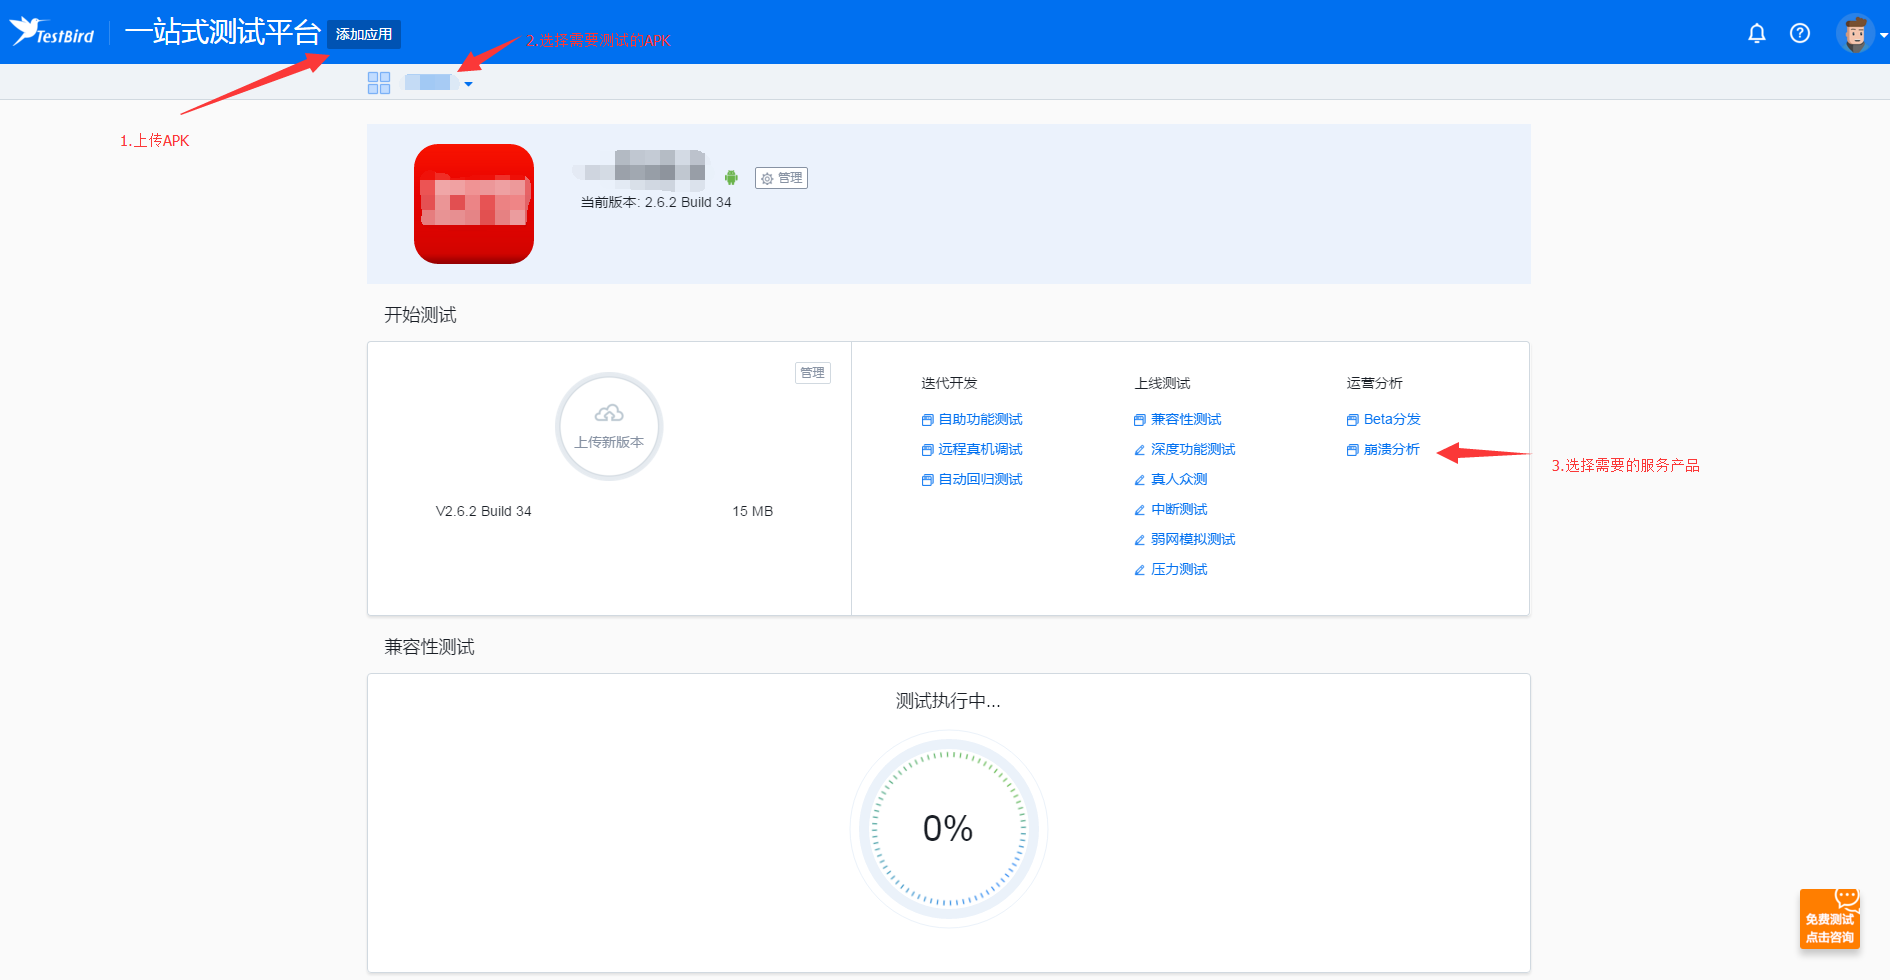 TestBird
一站式测试平台
添加应用
2.选择需要测试的APK
1.上传APK
管理
当前版本: 2.6.2 Build 34
开始测试
管理
上传新版本
V2.6.2 Build 34
15 MB
迭代开发
自助功能测试
远程真机调试
自动回归测试
上线测试
兼容性测试
深度功能测试
真人众测
中断测试
弱网模拟测试
压力测试
运营分析
Beta分发
崩溃分析
3.选择需要的服务产品
兼容性测试
测试执行中...
0%
免费测试
点击咨询